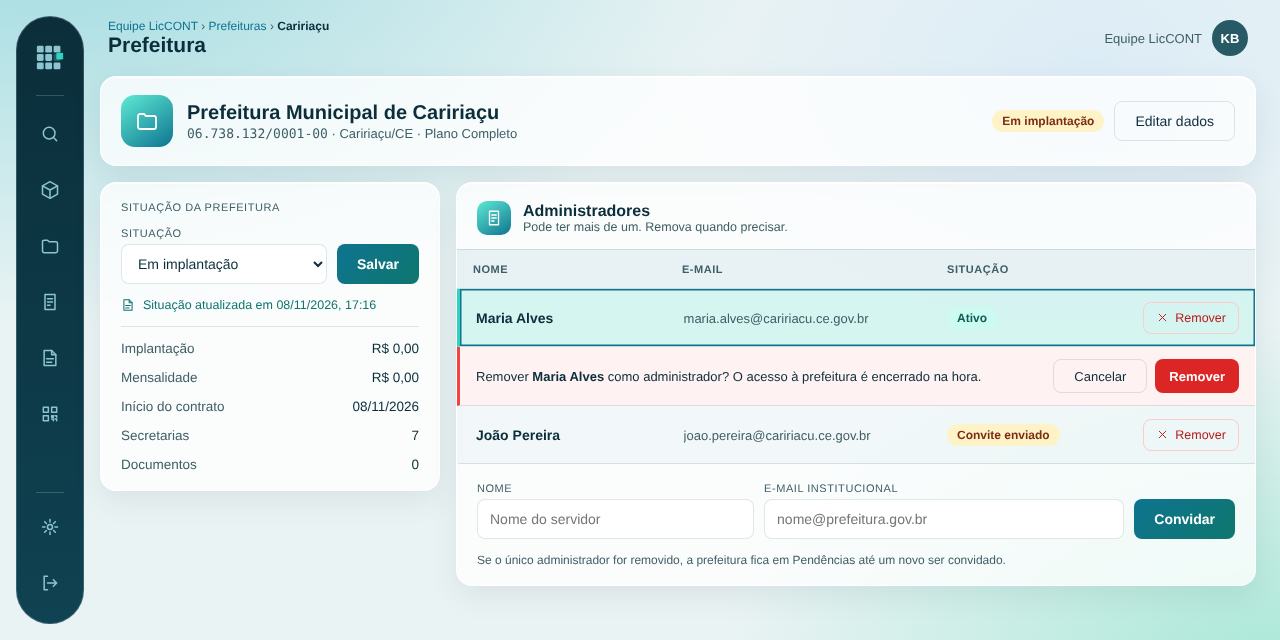 Equipe LicCONT › Prefeituras › Caririaçu
Prefeitura
Equipe LicCONT
KB
Prefeitura Municipal de Caririaçu
06.738.132/0001-00 · Caririaçu/CE · Plano Completo
Em implantação
Editar dados
SITUAÇÃO DA PREFEITURA
SITUAÇÃO
Em implantação
Salvar
Situação atualizada em 08/11/2026, 17:16
Implantação R$ 0,00
Mensalidade R$ 0,00
Início do contrato 08/11/2026
Secretarias 7
Documentos 0
Administradores
Pode ter mais de um. Remova quando precisar.
NOME E-MAIL SITUAÇÃO
Maria Alves maria.alves@caririacu.ce.gov.br Ativo Remover
Remover Maria Alves como administrador? O acesso à prefeitura é encerrado na hora. Cancelar Remover
João Pereira joao.pereira@caririacu.ce.gov.br Convite enviado Remover
NOME E-MAIL INSTITUCIONAL
Nome do servidor nome@prefeitura.gov.br Convidar
Se o único administrador for removido, a prefeitura fica em Pendências até um novo ser convidado.